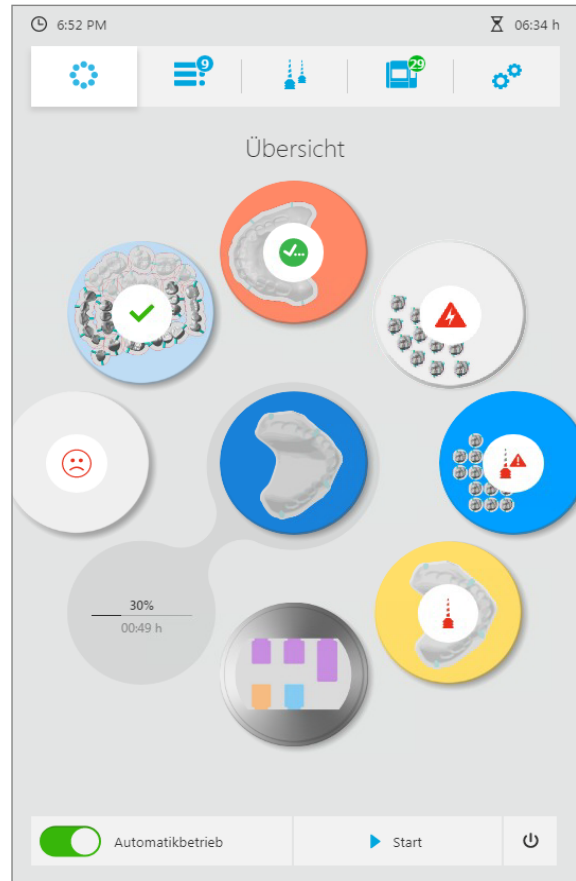 6:52 PM
06:34 h
9
29
Übersicht
30%
00:49 h
Automatikbetrieb
Start